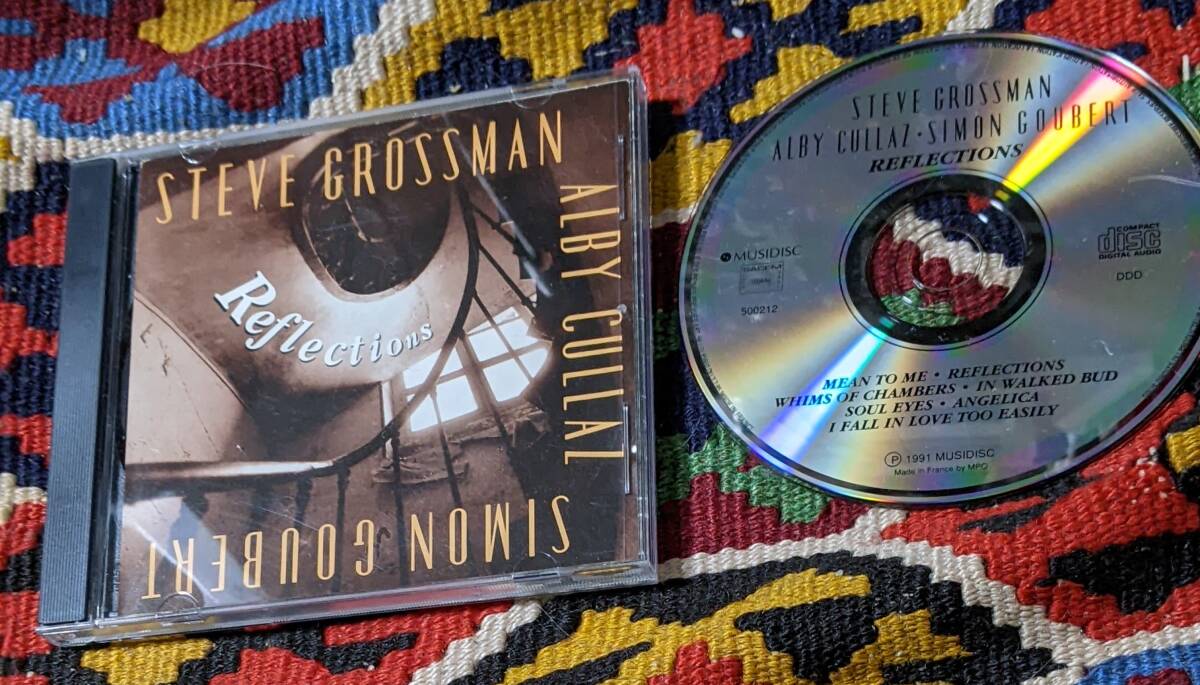 STEVE GROSSMAN
ALBY CULLAZ
SIMON GOUBERT
Reflections
STEVE GROSSMAN
ALBY CULLAZ · SIMON GOUBERT
REFLECTIONS
MUSIDISC
SACEM
500212
COMPACT
disc
DIGITAL AUDIO
DDD
MEAN TO ME · REFLECTIONS
WHIMS OF CHAMBERS · IN WALKED BUD
SOUL EYES · ANGELICA
I FALL IN LOVE TOO EASILY
Ⓟ 1991 MUSIDISC
Made in France by MPO